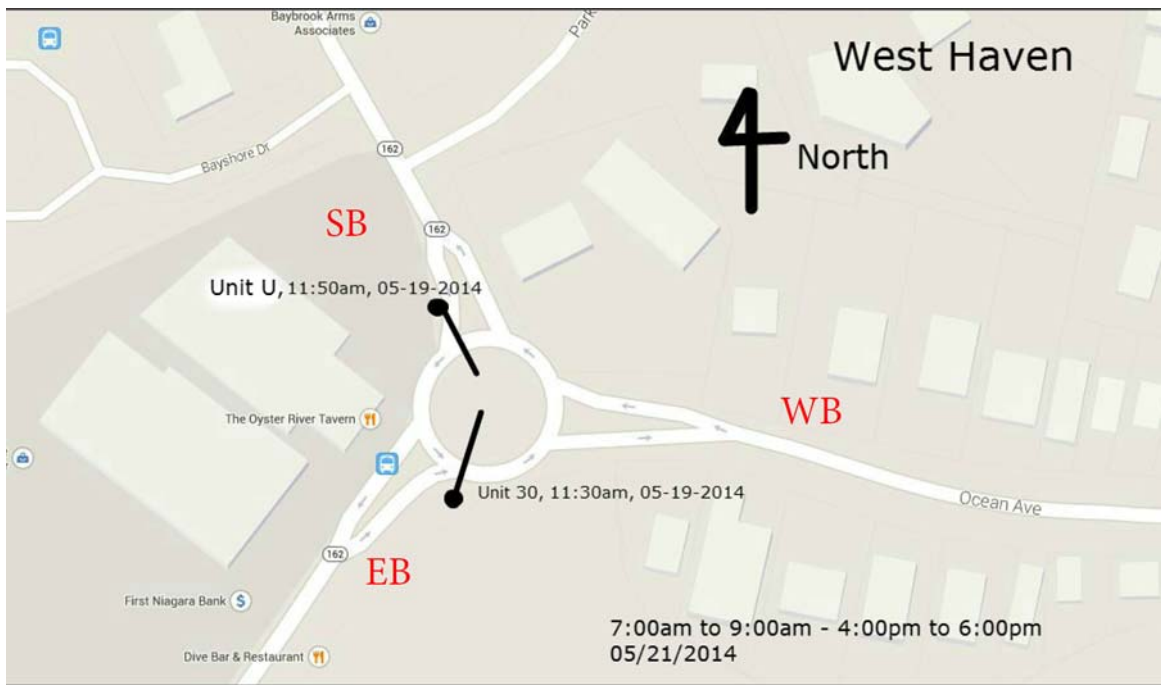 Baybrook Arms
Associates
Park
West Haven
North
162
Bayshore Dr
SB
162
Unit U, 11:50am, 05-19-2014
The Oyster River Tavern
WB
Unit 30, 11:30am, 05-19-2014
Ocean Ave
162
EB
First Niagara Bank
$
7:00am to 9:00am - 4:00pm to 6:00pm
05/21/2014
Dive Bar & Restaurant